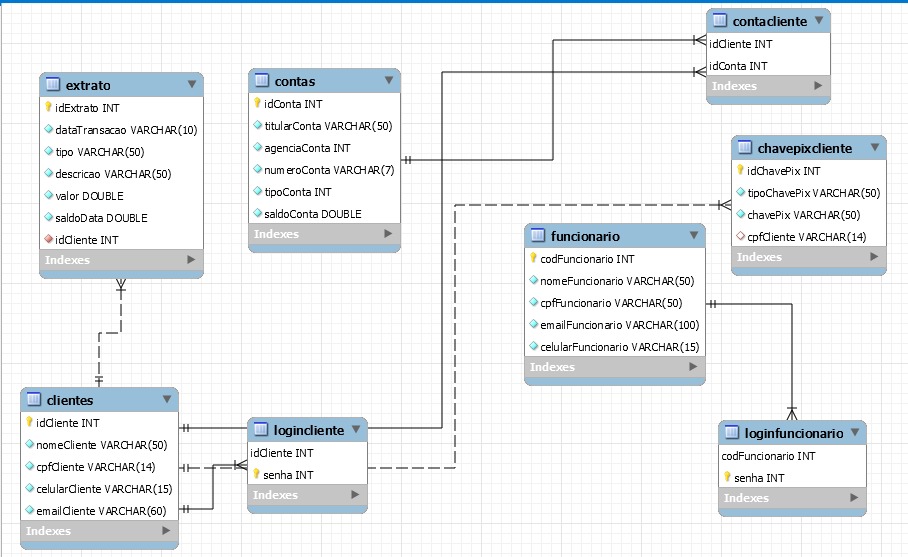 extrato
idExtrato INT
dataTransacao VARCHAR(10)
tipo VARCHAR(50)
descricao VARCHAR(50)
valor DOUBLE
saldoData DOUBLE
idCliente INT
Indexes
contas
idConta INT
titularConta VARCHAR(50)
agenciaConta INT
numeroConta VARCHAR(7)
tipoConta INT
saldoConta DOUBLE
Indexes
contacliente
idCliente INT
idConta INT
Indexes
chavepixcliente
idChavePix INT
tipoChavePix VARCHAR(50)
chavePix VARCHAR(50)
cpfCliente VARCHAR(14)
Indexes
funcionario
codFuncionario INT
nomeFuncionario VARCHAR(50)
cpfFuncionario VARCHAR(50)
emailFuncionario VARCHAR(100)
celularFuncionario VARCHAR(15)
Indexes
clientes
idCliente INT
nomeCliente VARCHAR(50)
cpfCliente VARCHAR(14)
celularCliente VARCHAR(15)
emailCliente VARCHAR(60)
Indexes
logincliente
idCliente INT
senha INT
Indexes
loginfuncionario
codFuncionario INT
senha INT
Indexes